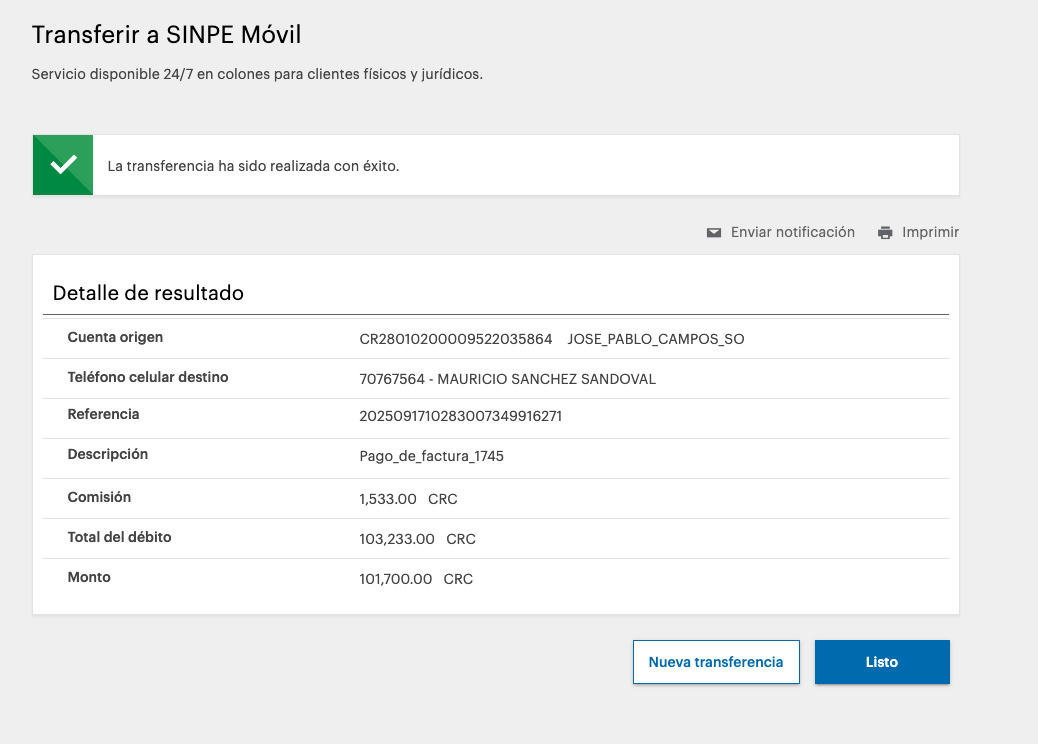 Transferir a SINPE Móvil
Servicio disponible 24/7 en colones para clientes físicos y jurídicos.
La transferencia ha sido realizada con éxito.
Enviar notificación Imprimir
Detalle de resultado
Cuenta origen CR28010200009522035864 JOSE_PABLO_CAMPOS_SO
Teléfono celular destino 70767564 - MAURICIO SANCHEZ SANDOVAL
Referencia 2025091710283007349916271
Descripción Pago_de_factura_1745
Comisión 1,533.00 CRC
Total del débito 103,233.00 CRC
Monto 101,700.00 CRC
Nueva transferencia Listo